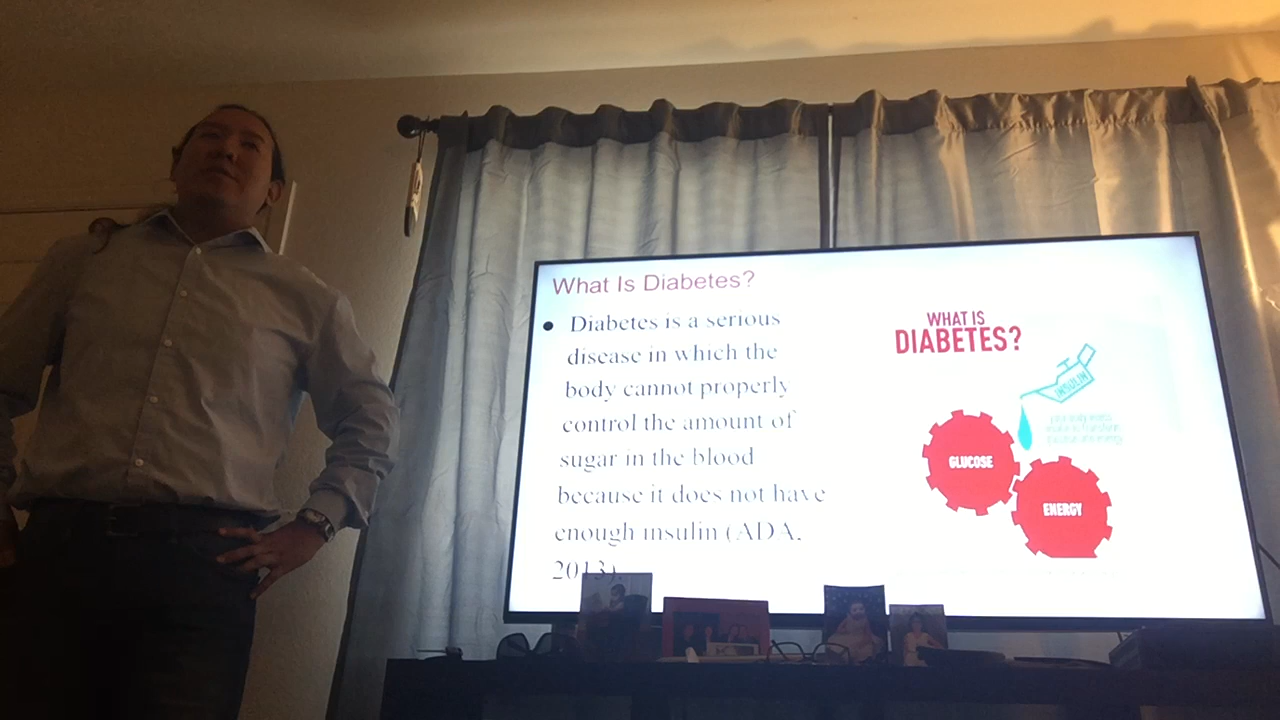 What Is Diabetes?
• Diabetes is a serious
disease in which the
body cannot properly
control the amount of
sugar in the blood
because it does not have
enough insulin (ADA,
2013).
WHAT IS
DIABETES?
INSULIN
GLUCOSE
ENERGY